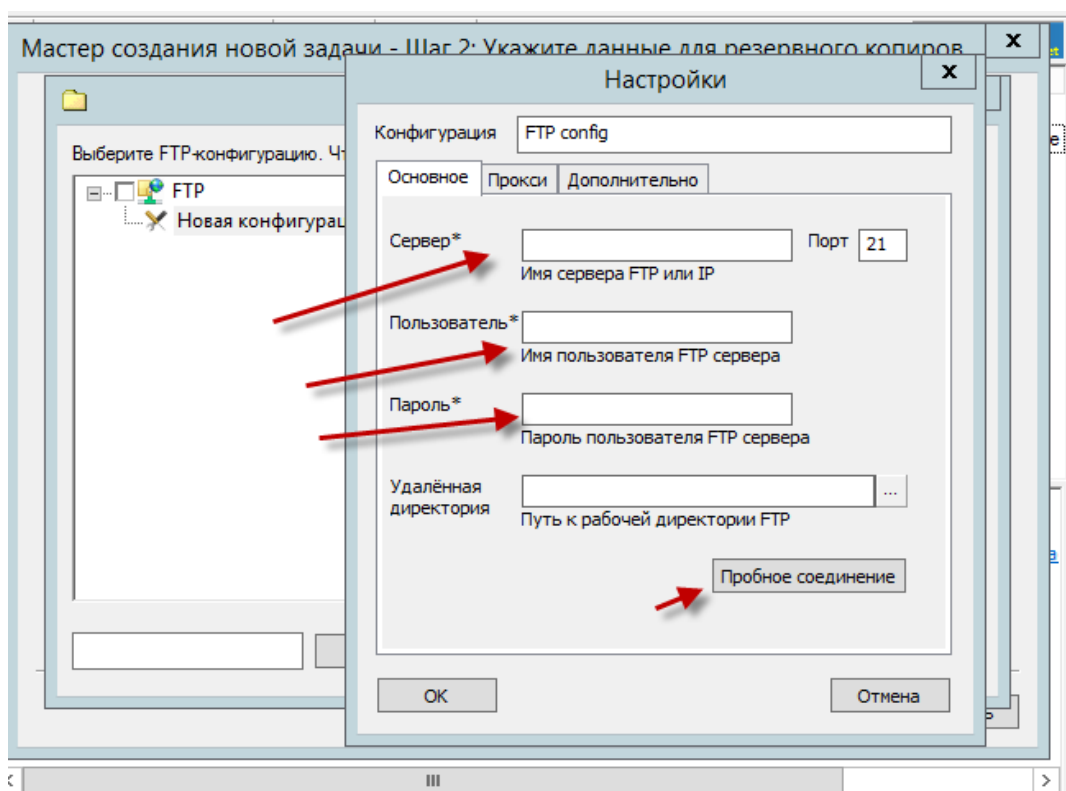 Мастер создания новой задачи - Шаг 2: Укажите данные для резервного копиров
Настройки
Конфигурация FTP config
Выберите FTP-конфигурацию.
Основное Прокси Дополнительно
FTP
Новая конфигурац
Сервер* Порт 21
Имя сервера FTP или IP
Пользователь*
Имя пользователя FTP сервера
Пароль*
Пароль пользователя FTP сервера
Удалённая
директория
...
Путь к рабочей директории FTP
Пробное соединение
OK Отмена